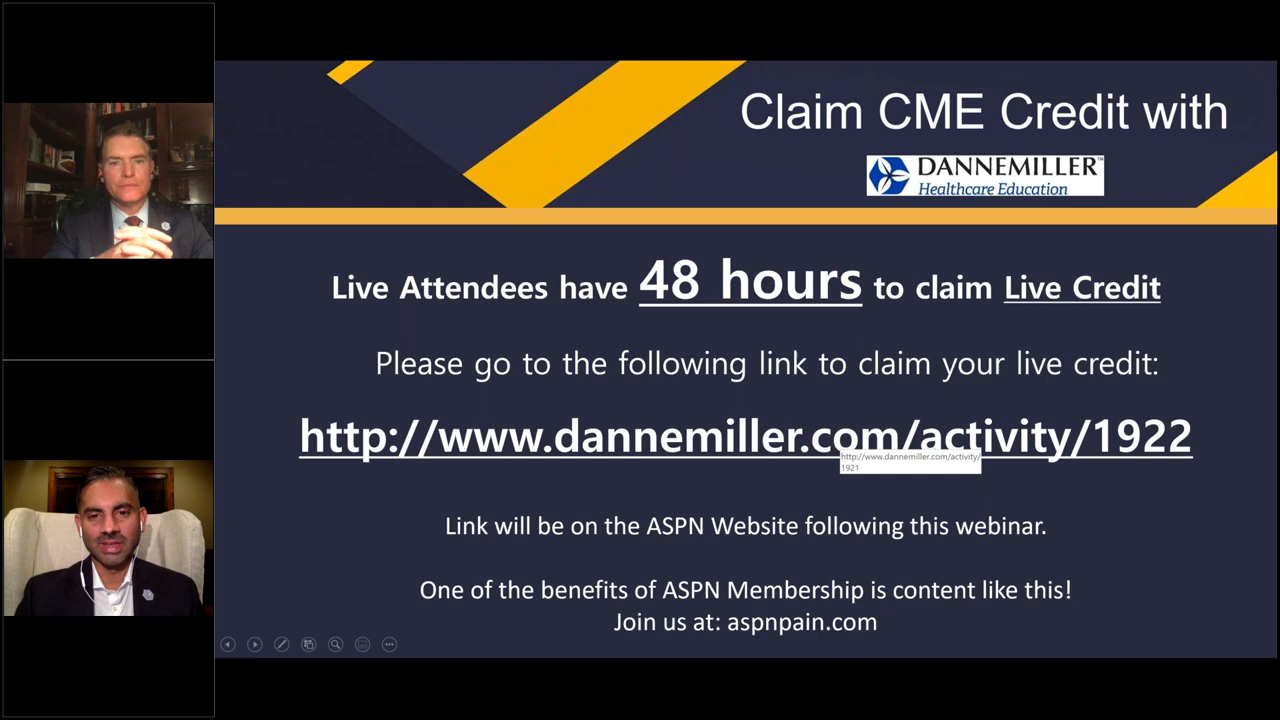 Claim CME Credit with
DANNEMILLER™
Healthcare Education
Live Attendees have 48 hours to claim Live Credit
Please go to the following link to claim your live credit:
http://www.dannemiller.com/activity/1922
http://www.dannemiller.com/activity/
1921
Link will be on the ASPN Website following this webinar.
One of the benefits of ASPN Membership is content like this!
Join us at: aspnpain.com